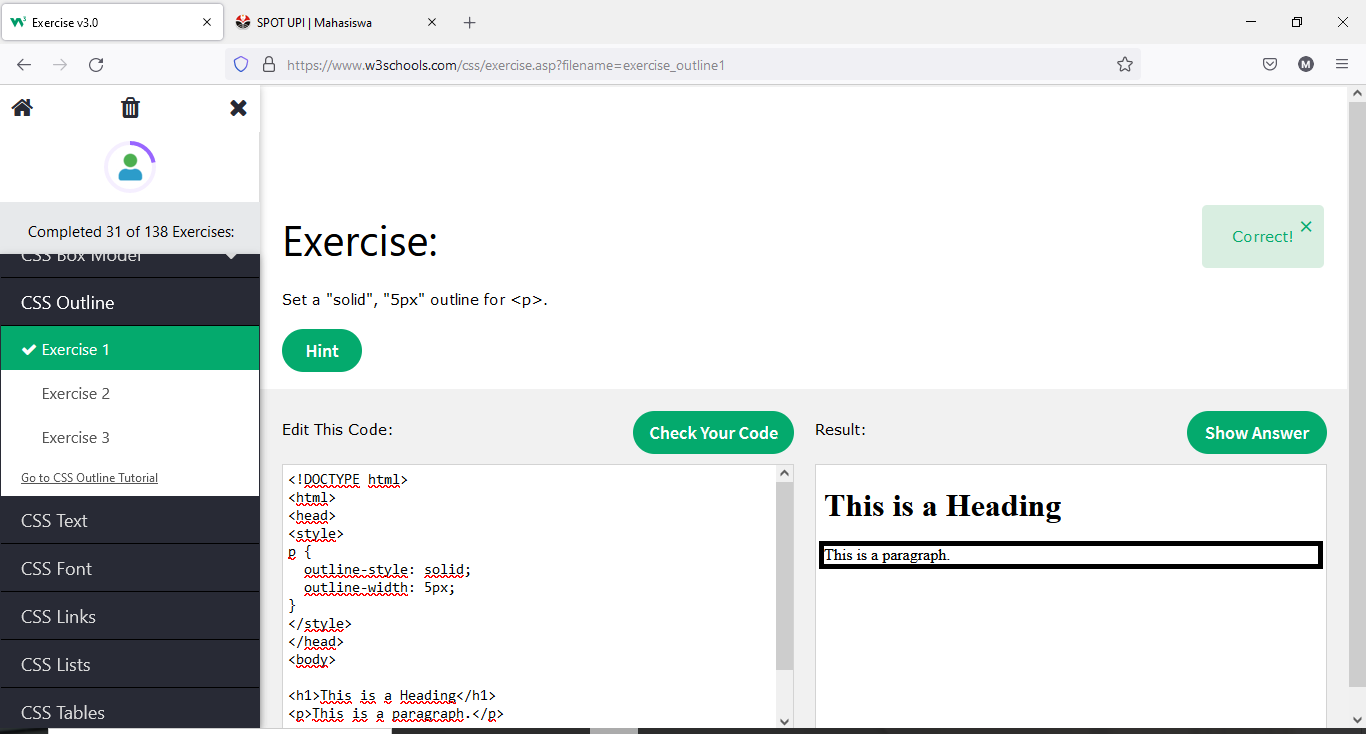 Exercise v3.0
SPOT UPI | Mahasiswa
https://www.w3schools.com/css/exercise.asp?filename=exercise_outline1
M
Completed 31 of 138 Exercises:
CSS Box Model
CSS Outline
Exercise 1
Exercise 2
Exercise 3
Go to CSS Outline Tutorial
CSS Text
CSS Font
CSS Links
CSS Lists
CSS Tables
Exercise:
Correct!
Set a "solid", "5px" outline for <p>.
Hint
Edit This Code:
Check Your Code
<!DOCTYPE html>
<html>
<head>
<style>
p {
  outline-style: solid;
  outline-width: 5px;
}
</style>
</head>
<body>
<h1>This is a Heading</h1>
<p>This is a paragraph.</p>
Result:
Show Answer
This is a Heading
This is a paragraph.